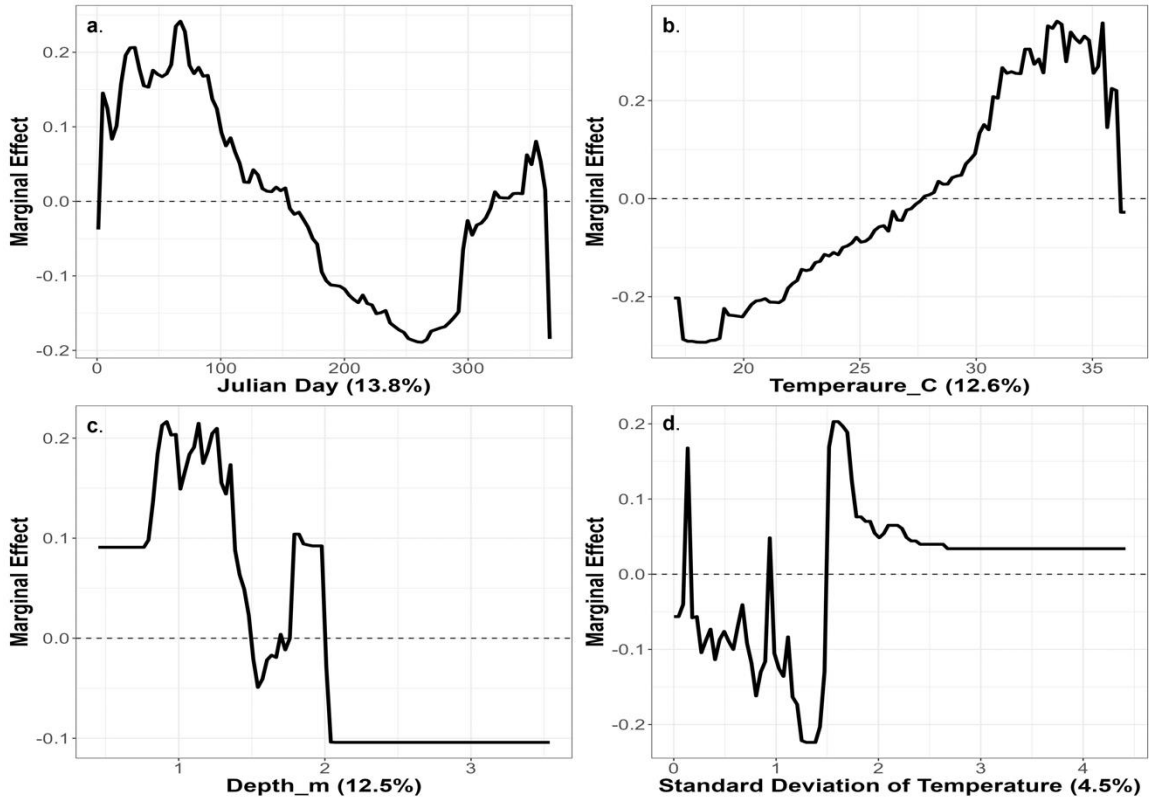 a.
0.2
0.1
0.0
-0.1
-0.2
Marginal Effect
0 100 200 300
Julian Day (13.8%)
b.
0.2
0.0
-0.2
Marginal Effect
20 25 30 35
Temperaure_C (12.6%)
c.
0.2
0.1
0.0
-0.1
Marginal Effect
1 2 3
Depth_m (12.5%)
d.
0.2
0.1
0.0
-0.1
-0.2
Marginal Effect
0 1 2 3 4
Standard Deviation of Temperature (4.5%)